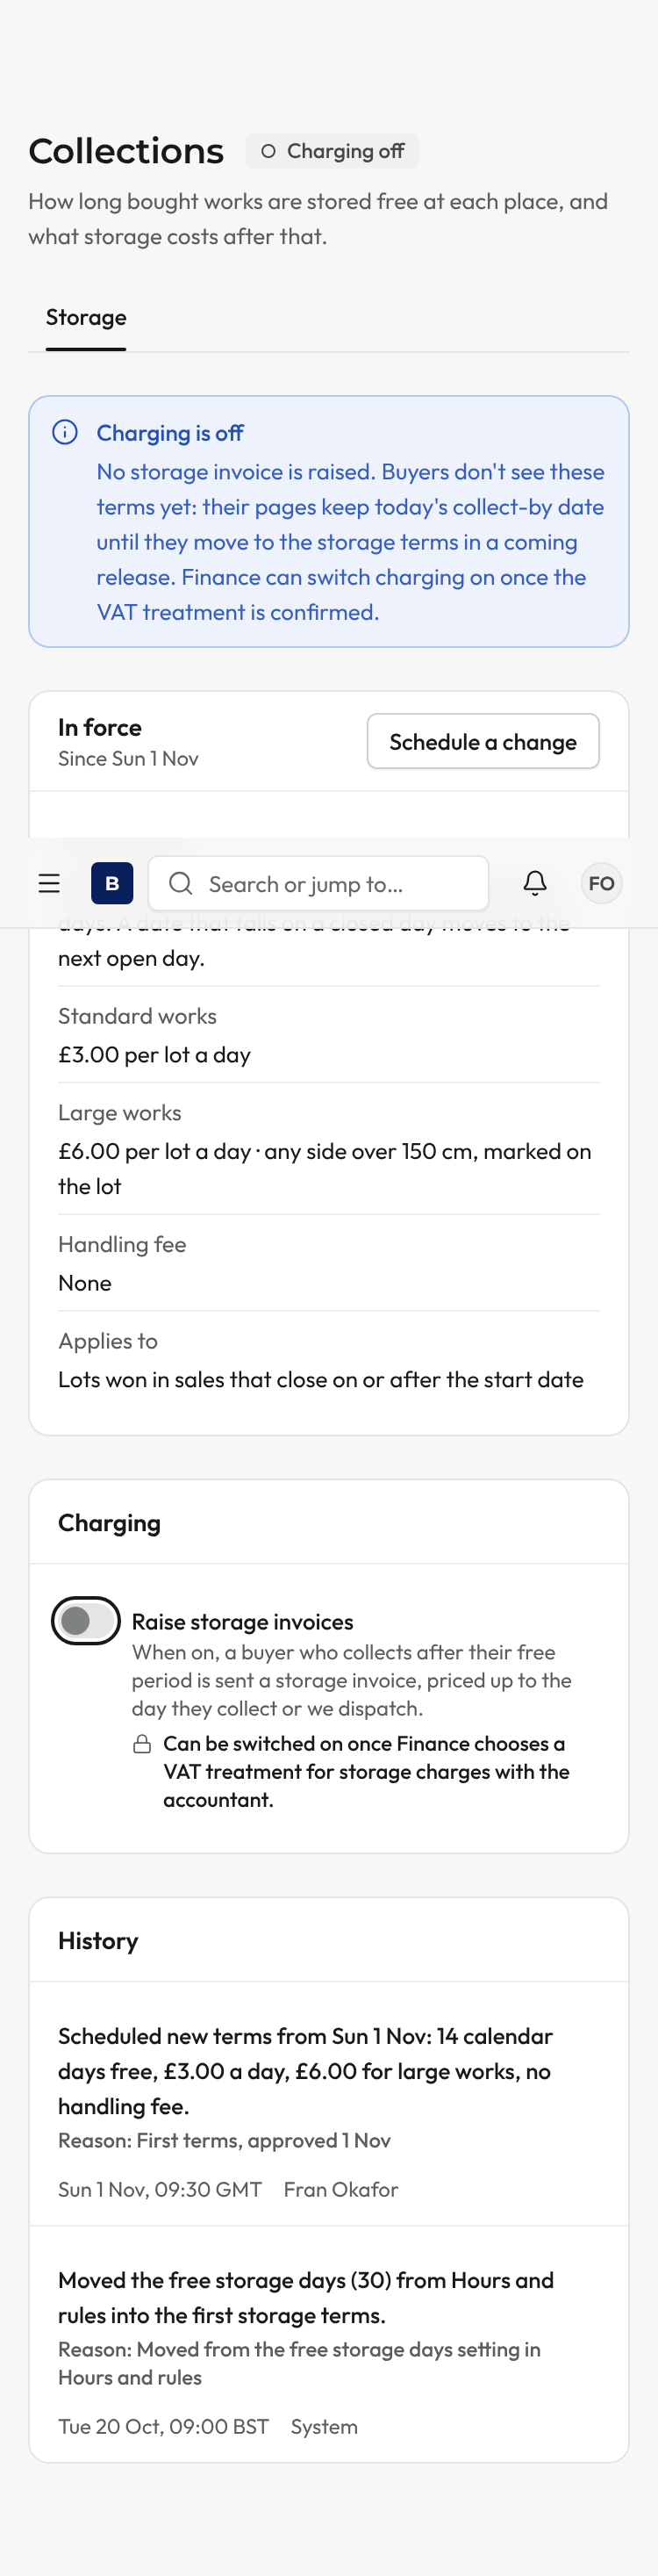 Collections
Charging off
How long bought works are stored free at each place, and
what storage costs after that.
Storage
Charging is off
No storage invoice is raised. Buyers don't see these
terms yet: their pages keep today's collect-by date
until they move to the storage terms in a coming
release. Finance can switch charging on once the
VAT treatment is confirmed.
In force
Since Sun 1 Nov
Schedule a change
B
Search or jump to...
FO
days. A date that falls on a closed day moves to the
next open day.
Standard works
£3.00 per lot a day
Large works
£6.00 per lot a day · any side over 150 cm, marked on
the lot
Handling fee
None
Applies to
Lots won in sales that close on or after the start date
Charging
Raise storage invoices
When on, a buyer who collects after their free
period is sent a storage invoice, priced up to the
day they collect or we dispatch.
Can be switched on once Finance chooses a
VAT treatment for storage charges with the
accountant.
History
Scheduled new terms from Sun 1 Nov: 14 calendar
days free, £3.00 a day, £6.00 for large works, no
handling fee.
Reason: First terms, approved 1 Nov
Sun 1 Nov, 09:30 GMT Fran Okafor
Moved the free storage days (30) from Hours and
rules into the first storage terms.
Reason: Moved from the free storage days setting in
Hours and rules
Tue 20 Oct, 09:00 BST System